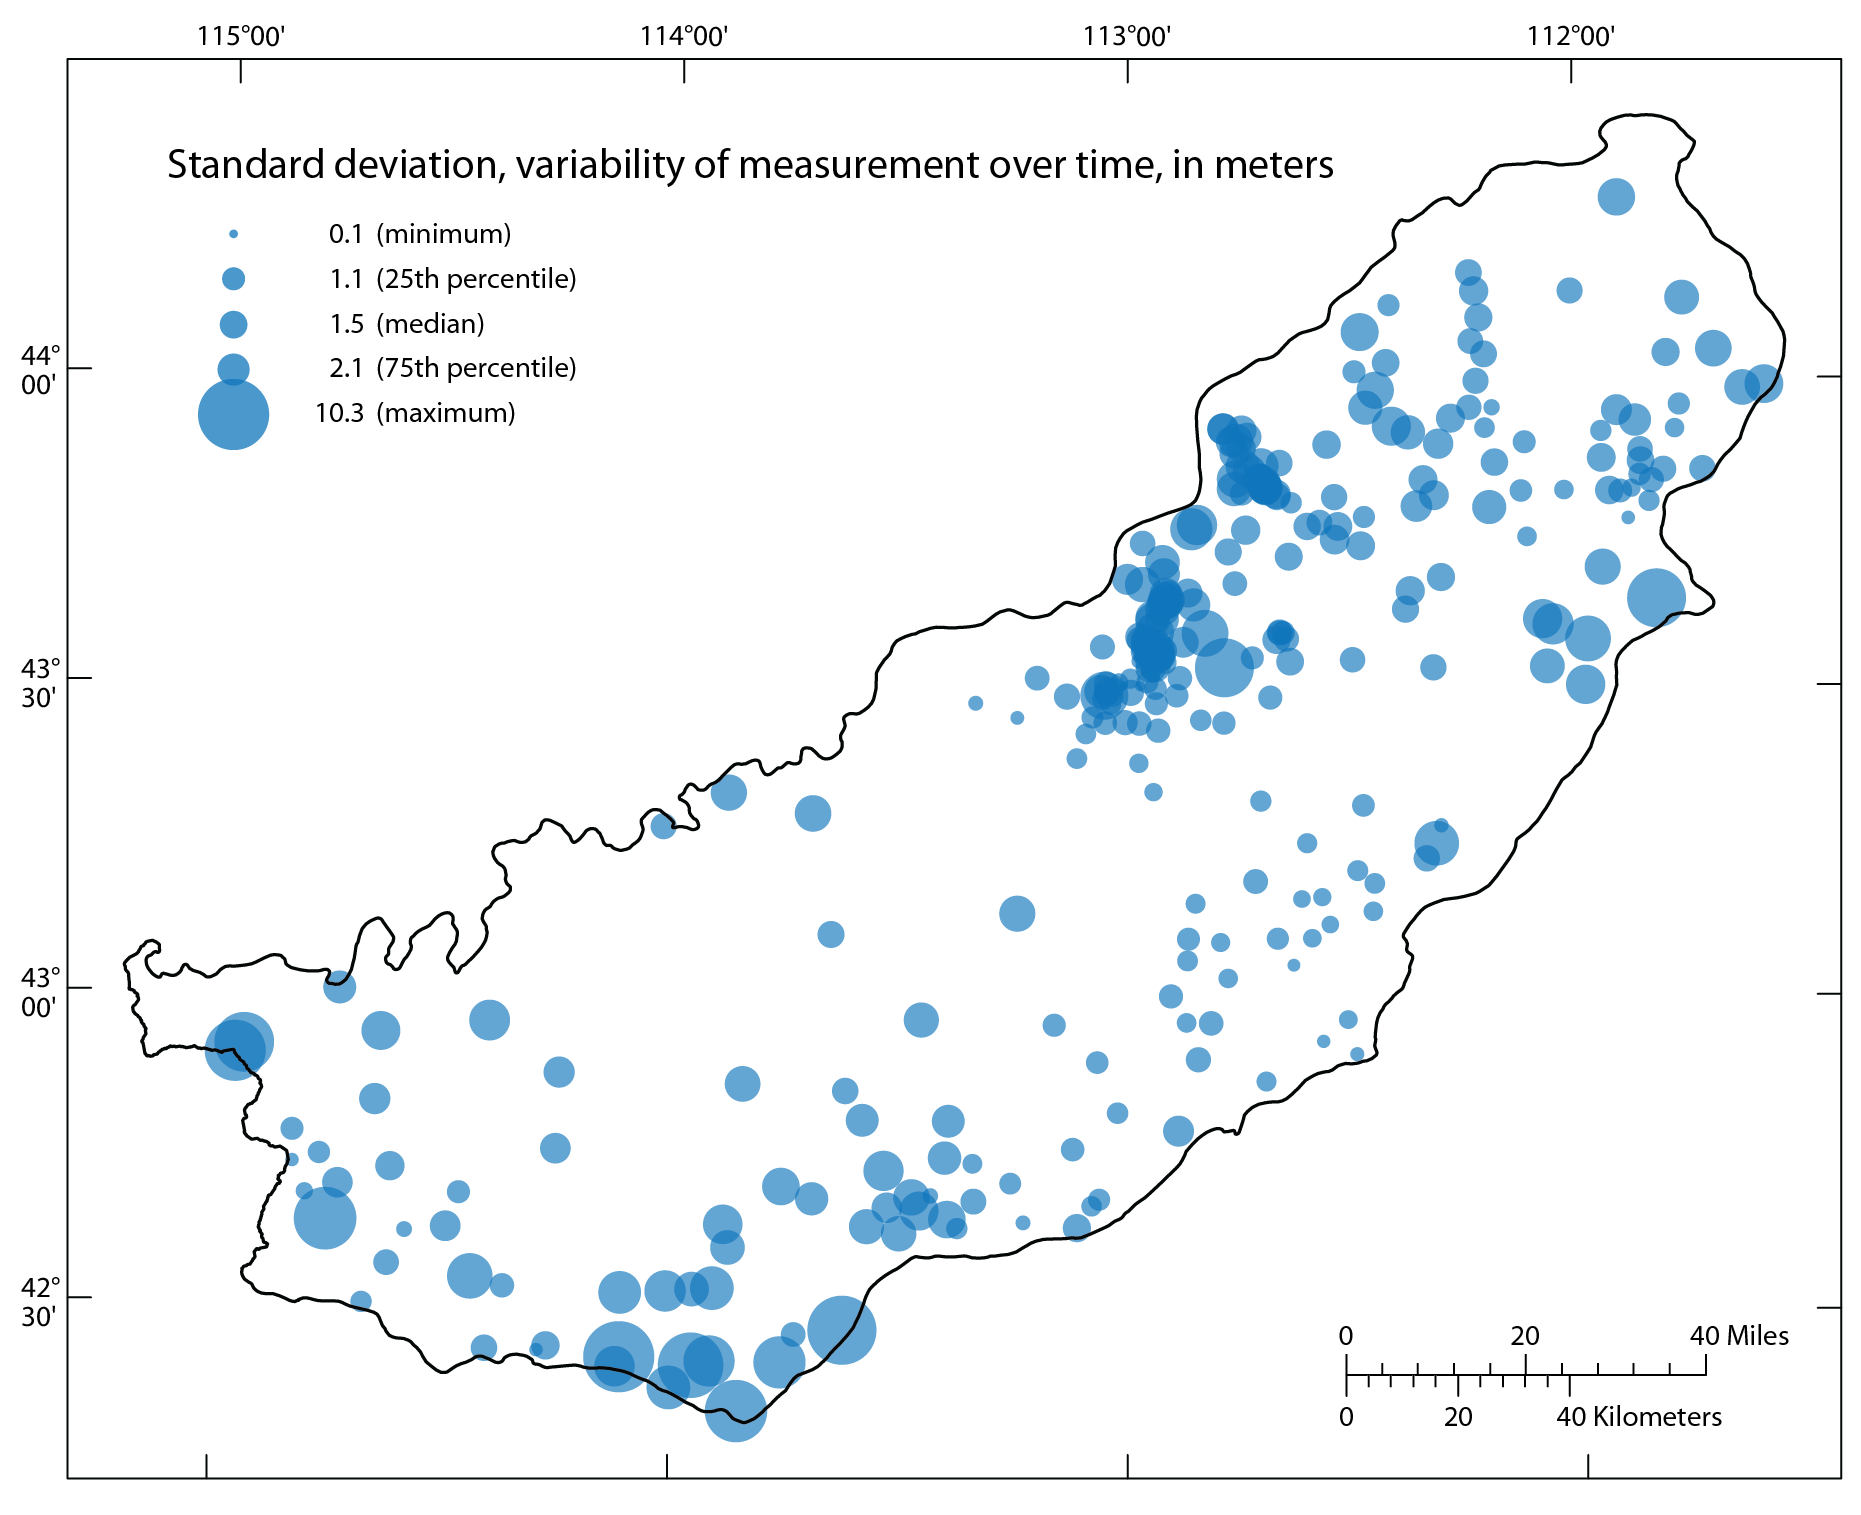 115°00' 114°00' 113°00' 112°00'
Standard deviation, variability of measurement over time, in meters
0.1 (minimum)
1.1 (25th percentile)
1.5 (median)
2.1 (75th percentile)
10.3 (maximum)
44°
00'
43°
30'
43°
00'
42°
30'
0 20 40 Miles
0 20 40 Kilometers